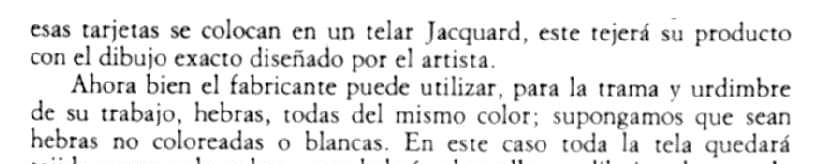 esas tarjetas se colocan en un telar Jacquard, este tejerá su producto
con el dibujo exacto diseñado por el artista.
Ahora bien el fabricante puede utilizar, para la trama y urdimbre
de su trabajo, hebras, todas del mismo color; supongamos que sean
hebras no coloreadas o blancas. En este caso toda la tela quedará